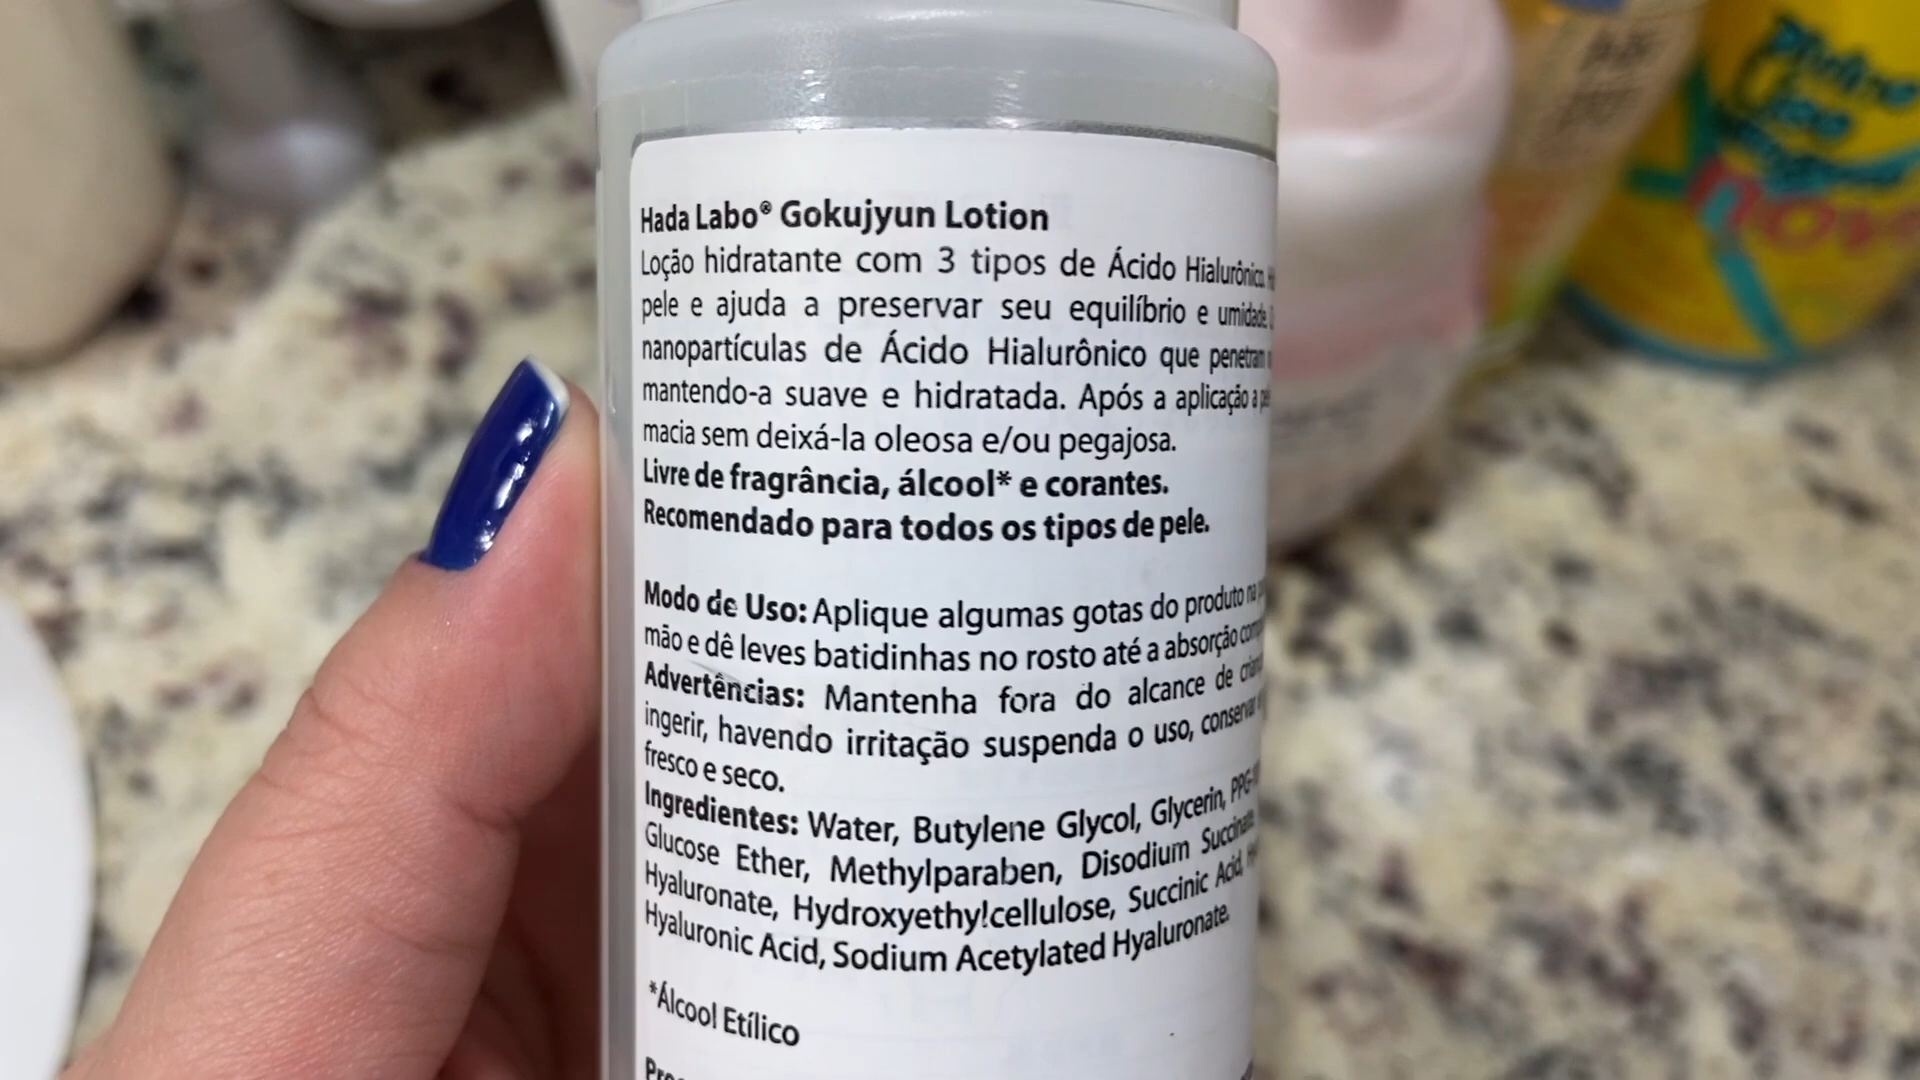 Hada Labo® Gokujyun Lotion
Loção hidratante com 3 tipos de Ácido Hialurônico.
pele e ajuda a preservar seu equilíbrio e umidade.
nanopartículas de Ácido Hialurônico que penetram
mantendo-a suave e hidratada. Após a aplicação a
macia sem deixá-la oleosa e/ou pegajosa.
Livre de fragrância, álcool* e corantes.
Recomendado para todos os tipos de pele.
Modo de Uso: Aplique algumas gotas do produto na
mão e dê leves batidinhas no rosto até a absorção
Advertências: Mantenha fora do alcance de
ingerir, havendo irritação suspenda o uso,
fresco e seco.
Ingredientes: Water, Butylene Glycol, Glycerin,
Glucose Ether, Methylparaben, Disodium Succinate,
Hyaluronate, Hydroxyethylcellulose, Succinic Acid,
Hyaluronic Acid, Sodium Acetylated Hyaluronate.
*Álcool Etílico